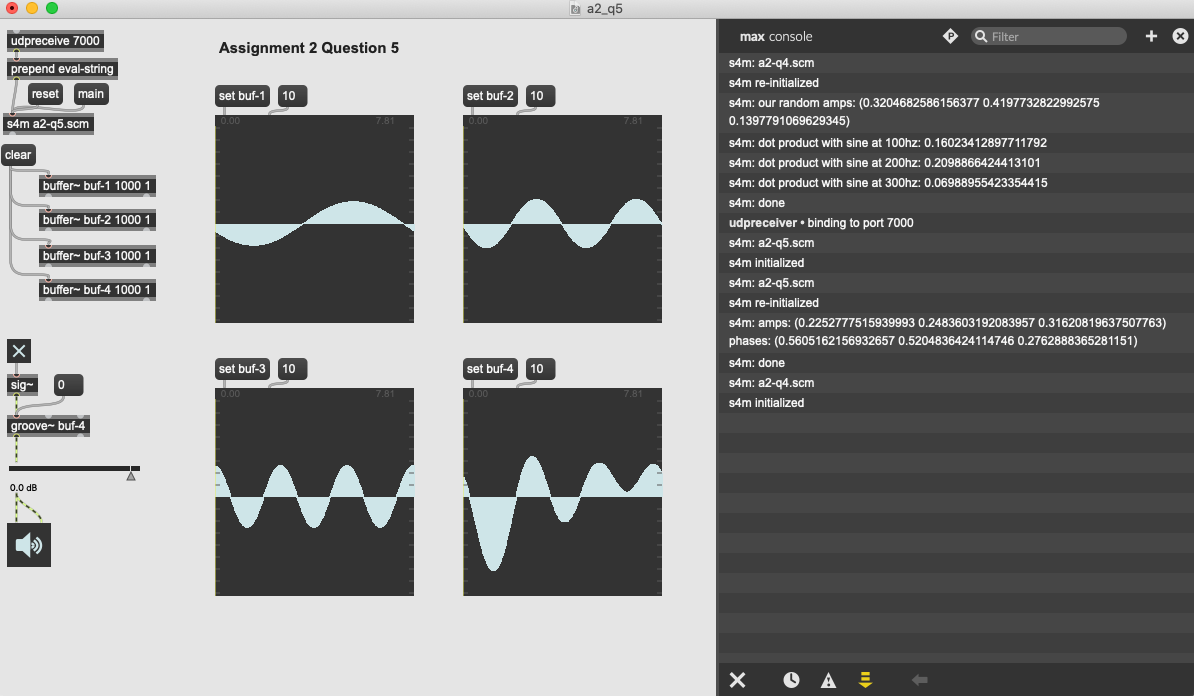 a2_q5
udpreceive 7000
prepend eval-string
reset
main
s4m a2-q5.scm
clear
buffer~ buf-1 1000 1
buffer~ buf-2 1000 1
buffer~ buf-3 1000 1
buffer~ buf-4 1000 1
sig~
0
groove~ buf-4
0.0 dB
Assignment 2 Question 5
set buf-1
10
0.00
7.81
set buf-2
10
0.00
7.81
set buf-3
10
0.00
7.81
set buf-4
10
0.00
7.81
max console
P
Filter
s4m: a2-q4.scm
s4m re-initialized
s4m: our random amps: (0.3204682586156377 0.4197732822992575
0.1397791069629345)
s4m: dot product with sine at 100hz: 0.16023412897711792
s4m: dot product with sine at 200hz: 0.2098866424413101
s4m: dot product with sine at 300hz: 0.06988955423354415
s4m: done
udpreceiver • binding to port 7000
s4m: a2-q5.scm
s4m initialized
s4m: a2-q5.scm
s4m re-initialized
s4m: amps: (0.2252777515939993 0.2483603192083957 0.31620819637507763)
phases: (0.5605162156932657 0.5204836424114746 0.2762888365281151)
s4m: done
s4m: a2-q4.scm
s4m initialized